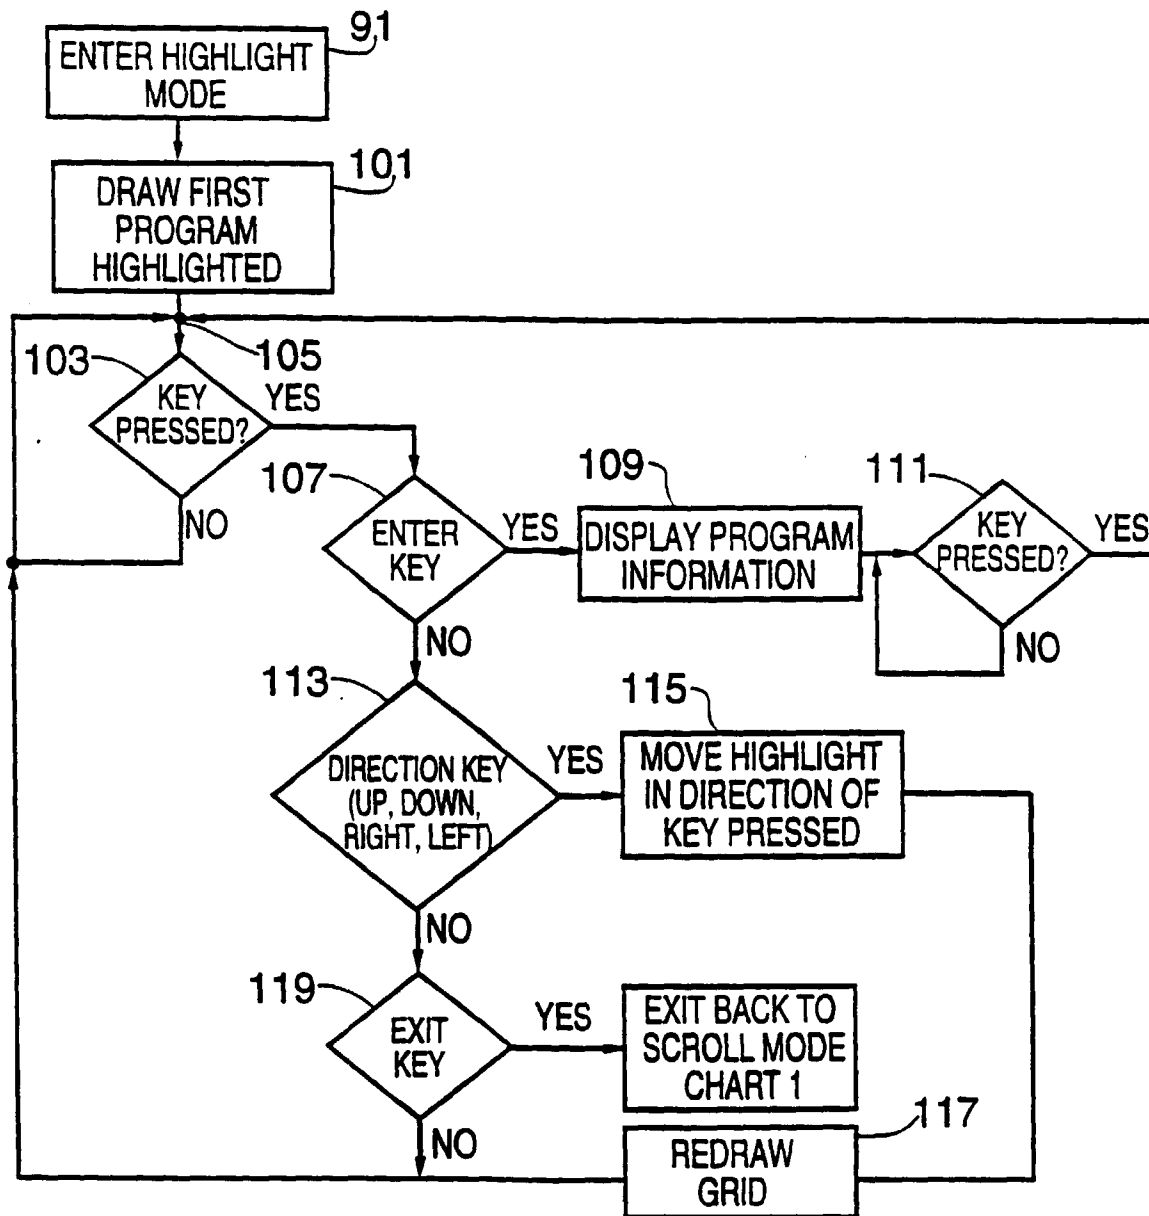 91
ENTER HIGHLIGHT
MODE
101
DRAW FIRST
PROGRAM
HIGHLIGHTED
105
103
KEY
PRESSED?
YES
NO
107
ENTER
KEY
YES
NO
109
DISPLAY PROGRAM
INFORMATION
111
KEY
PRESSED?
YES
NO
113
DIRECTION KEY
(UP, DOWN,
RIGHT, LEFT)
YES
NO
115
MOVE HIGHLIGHT
IN DIRECTION OF
KEY PRESSED
119
EXIT
KEY
YES
NO
EXIT BACK TO
SCROLL MODE
CHART 1
117
REDRAW
GRID